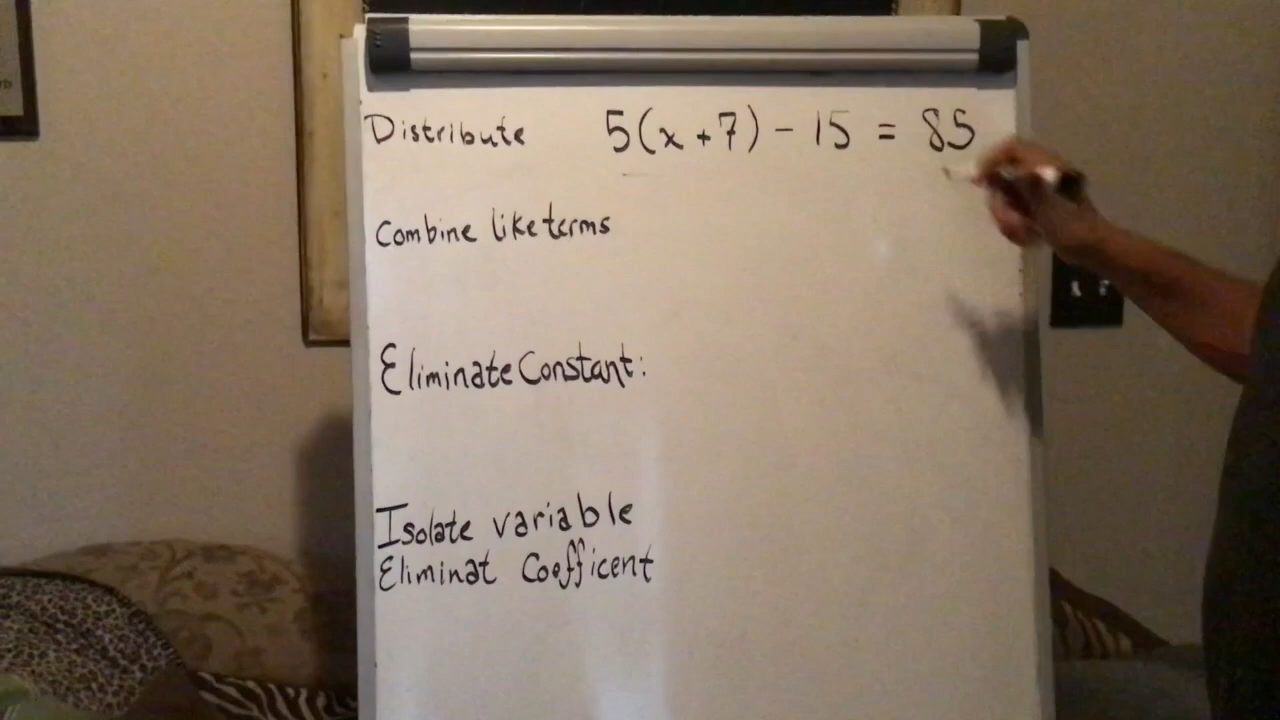 Distribute 5(x+7) - 15 = 85
Combine like terms
Eliminate Constant:
Isolate variable
Eliminat Coefficent